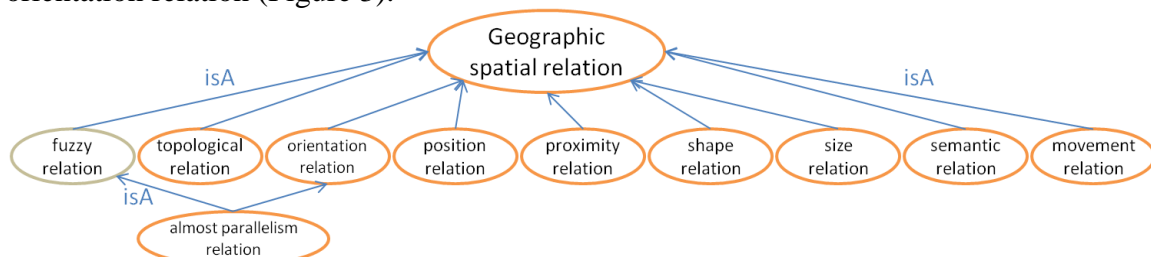 orientation relation (Figure 3).
Geographic
spatial relation
isA
isA
fuzzy
relation
topological
relation
orientation
relation
position
relation
proximity
relation
shape
relation
size
relation
semantic
relation
movement
relation
isA
almost parallelism
relation